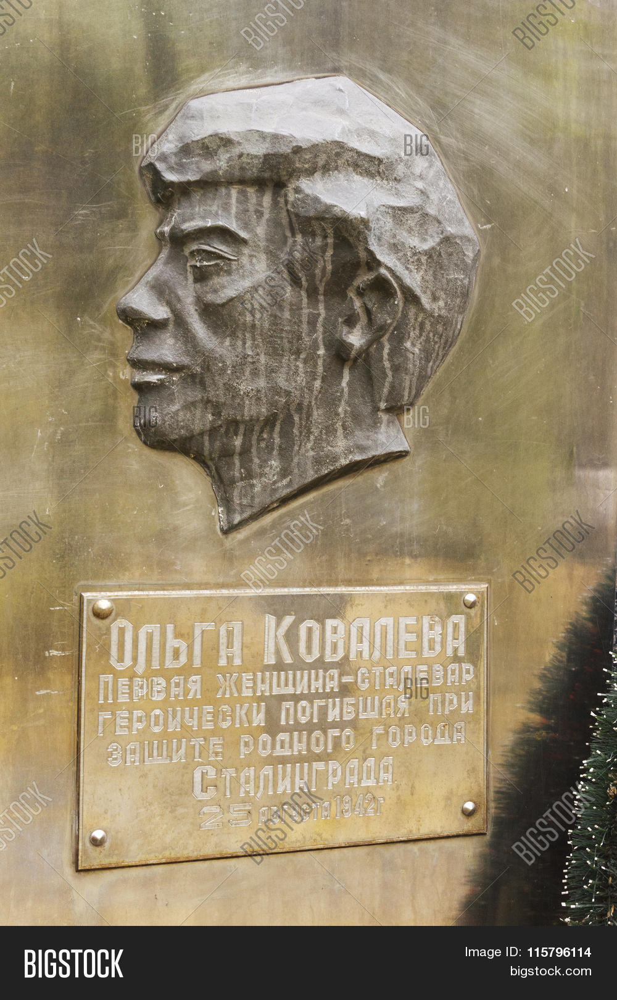 Ольга Ковалева
Первая женщина-сталевар
героически погибшая при
защите родного города
Сталинграда
25 августа 1942г
BIGSTOCK
Image ID: 115796114
bigstock.com